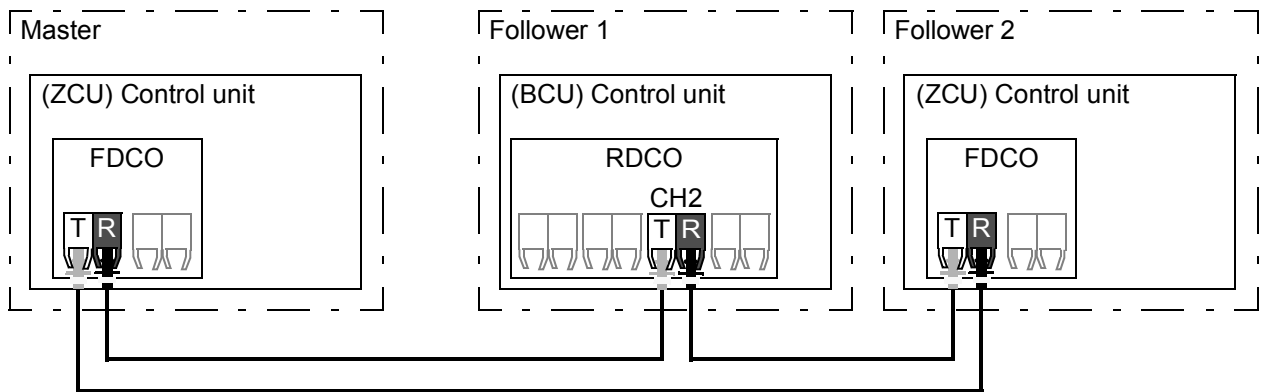 Master
(ZCU) Control unit
FDCO
T R
Follower 1
(BCU) Control unit
RDCO
CH2
T R
Follower 2
(ZCU) Control unit
FDCO
T R